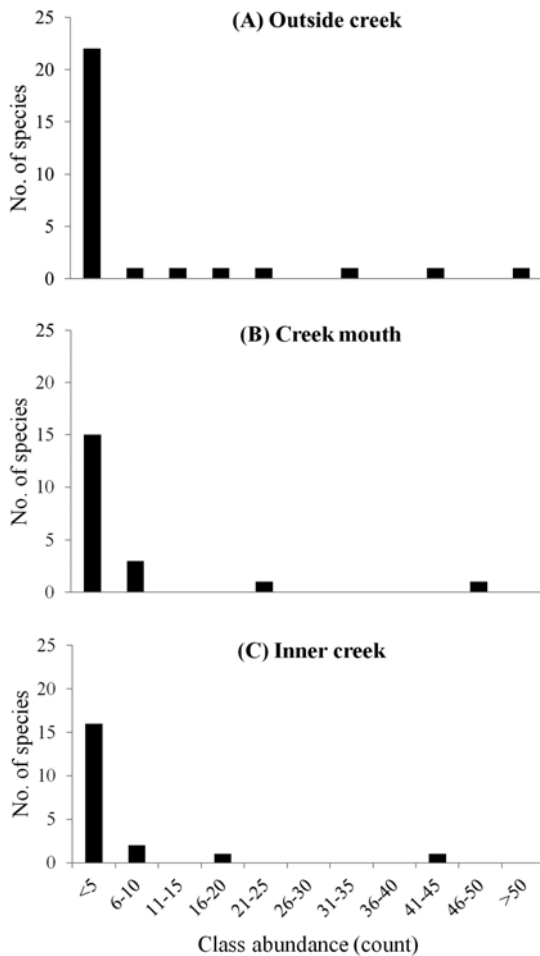 (A) Outside creek
No. of species
25
20
15
10
5
0
(B) Creek mouth
No. of species
25
20
15
10
5
0
(C) Inner creek
No. of species
25
20
15
10
5
0
<5 6-10 11-15 16-20 21-25 26-30 31-35 36-40 41-45 46-50 >50
Class abundance (count)